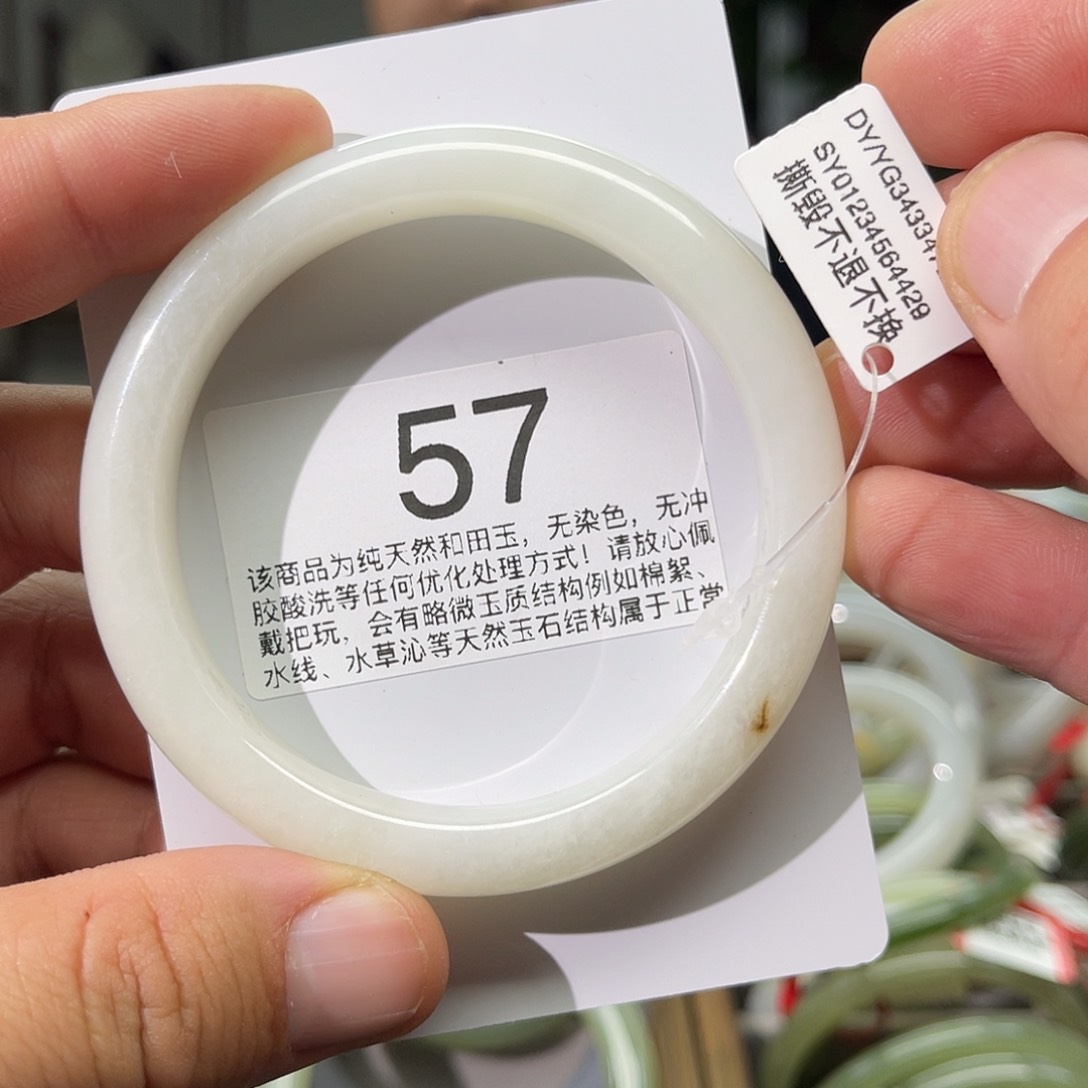 57
该商品为纯天然和田玉，无染色，无冲
胶酸洗等任何优化处理方式！请放心佩
戴把玩，会有略微玉质结构例如棉絮、
水线、水草沁等天然玉石结构属于正常
DY/YG343347
SY01234564429
撕毁不退不换